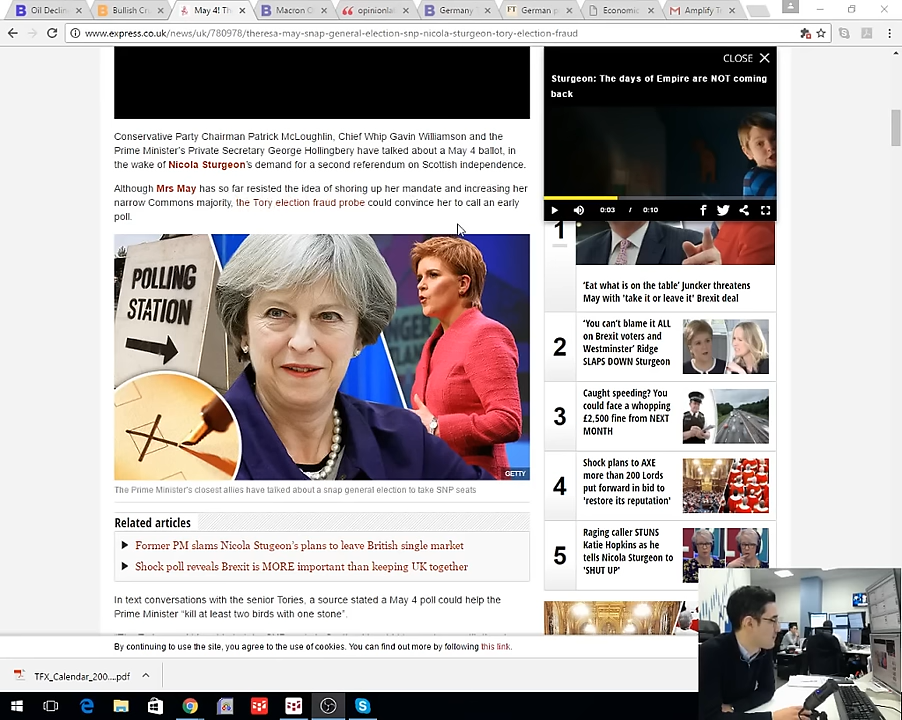 Oil Declin
Bullish Cru
May 4! Th
Macron O
opinionla
Germany
German p
Economic
Amplify T
www.express.co.uk/news/uk/780978/theresa-may-snap-general-election-snp-nicola-sturgeon-tory-election-fraud
CLOSE
Sturgeon: The days of Empire are NOT coming
back
0:03 / 0:10
Conservative Party Chairman Patrick McLoughlin, Chief Whip Gavin Williamson and the
Prime Minister's Private Secretary George Hollingbery have talked about a May 4 ballot, in
the wake of Nicola Sturgeon's demand for a second referendum on Scottish independence.
Although Mrs May has so far resisted the idea of shoring up her mandate and increasing her
narrow Commons majority, the Tory election fraud probe could convince her to call an early
poll.
POLLING
STATION
GETTY
The Prime Minister's closest allies have talked about a snap general election to take SNP seats
Related articles
Former PM slams Nicola Stugeon's plans to leave British single market
Shock poll reveals Brexit is MORE important than keeping UK together
In text conversations with the senior Tories, a source stated a May 4 poll could help the
Prime Minister "kill at least two birds with one stone".
1
'Eat what is on the table' Juncker threatens
May with 'take it or leave it' Brexit deal
2
'You can't blame it ALL
on Brexit voters and
Westminster' Ridge
SLAPS DOWN Sturgeon
3
Caught speeding? You
could face a whopping
£2,500 fine from NEXT
MONTH
4
Shock plans to AXE
more than 200 Lords
put forward in bid to
'restore its reputation'
5
Raging caller STUNS
Katie Hopkins as he
tells Nicola Sturgeon to
'SHUT UP'
By continuing to use the site, you agree to the use of cookies. You can find out more by following this link.
TFX_Calendar_200....pdf